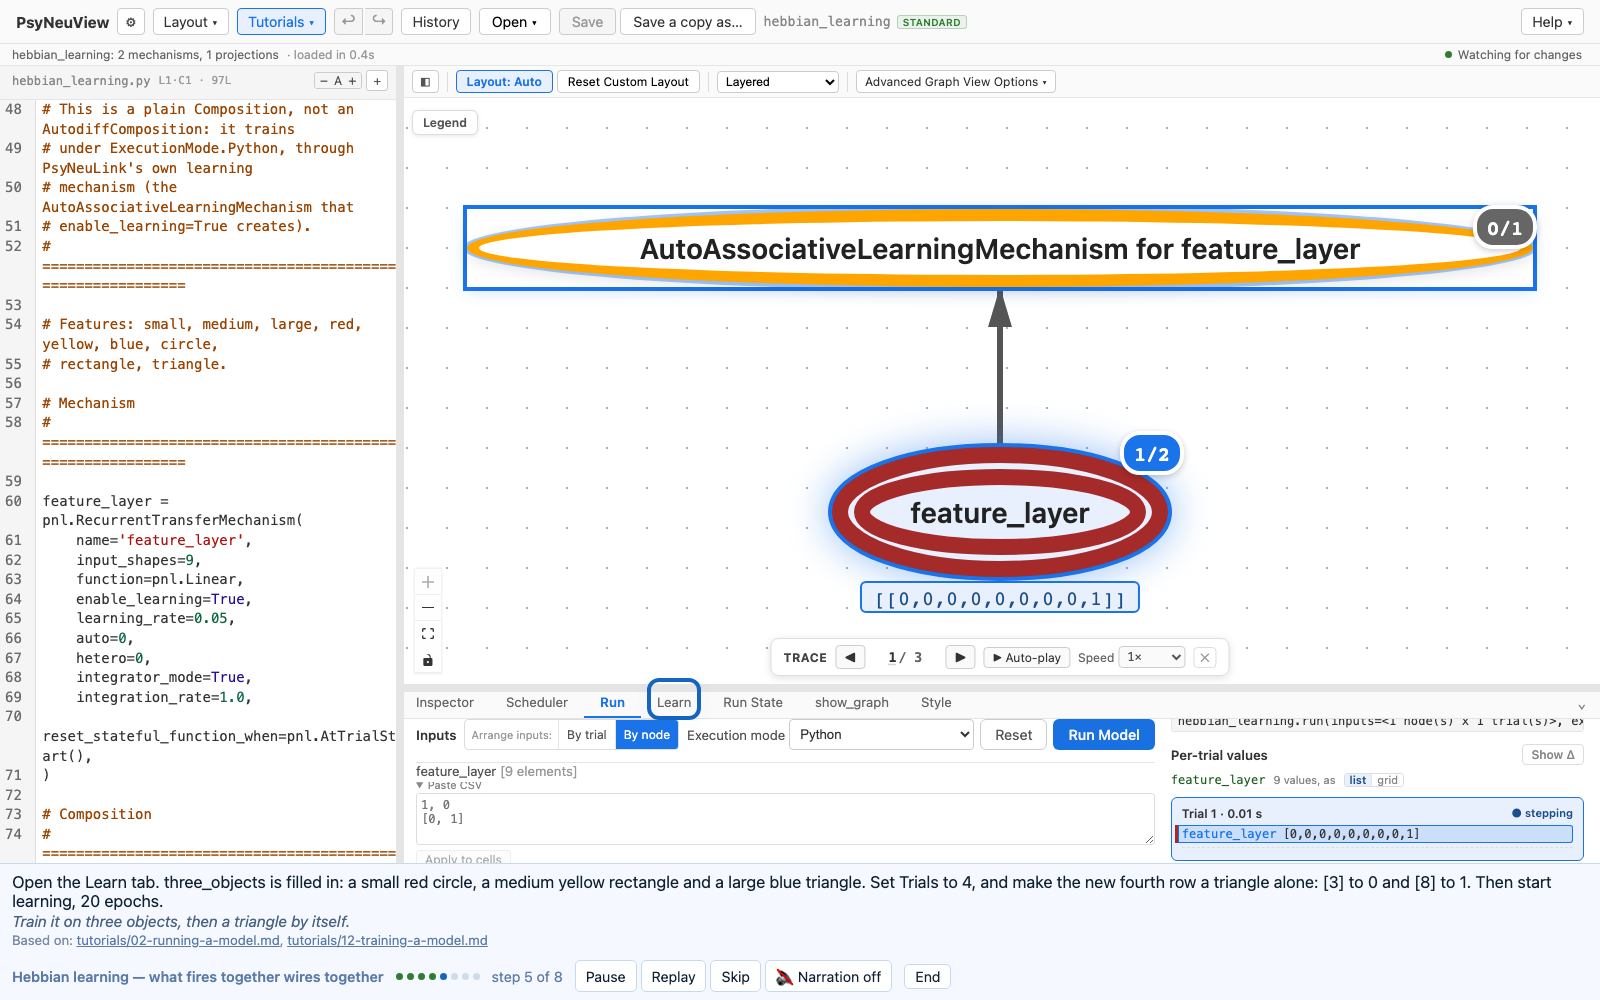 PsyNeuView ⚙ Layout ▾ Tutorials ▾ ↩ ↪ History Open ▾ Save Save a copy as... hebbian_learning STANDARD Help ▾
hebbian_learning: 2 mechanisms, 1 projections · loaded in 0.4s Watching for changes
hebbian_learning.py L1·C1 · 97L − A + +
Layout: Auto Reset Custom Layout Layered Advanced Graph View Options ▾
48 # This is a plain Composition, not an
AutodiffComposition: it trains
49 # under ExecutionMode.Python, through
PsyNeuLink's own learning
50 # mechanism (the
AutoAssociativeLearningMechanism that
51 # enable_learning=True creates).
52 #
==========================================
=================
53
54 # Features: small, medium, large, red,
yellow, blue, circle,
55 # rectangle, triangle.
56
57 # Mechanism
58 #
==========================================
=================
59
60 feature_layer =
pnl.RecurrentTransferMechanism(
61 name='feature_layer',
62 input_shapes=9,
63 function=pnl.Linear,
64 enable_learning=True,
65 learning_rate=0.05,
66 auto=0,
67 hetero=0,
68 integrator_mode=True,
69 integration_rate=1.0,
70
reset_stateful_function_when=pnl.AtTrialSt
art(),
71 )
72
73 # Composition
74 #
==========================================
Legend
AutoAssociativeLearningMechanism for feature_layer
0/1
1/2
feature_layer
[[0,0,0,0,0,0,0,0,1]]
TRACE ◀ 1 / 3 ▶ ▶ Auto-play Speed 1× ✕
Inspector Scheduler Run Learn Run State show_graph Style
Inputs Arrange inputs: By trial By node Execution mode Python Reset Run Model
feature_layer [9 elements]
▼ Paste CSV
1, 0
[0, 1]
Apply to cells
hebbian_learning.run(inputs=<1 node(s) x 1 trial(s)>, ex
Per-trial values Show Δ
feature_layer 9 values, as list grid
Trial 1 · 0.01 s stepping
feature_layer [0,0,0,0,0,0,0,0,1]
Open the Learn tab. three_objects is filled in: a small red circle, a medium yellow rectangle and a large blue triangle. Set Trials to 4, and make the new fourth row a triangle alone: [3] to 0 and [8] to 1. Then start
learning, 20 epochs.
Train it on three objects, then a triangle by itself.
Based on: tutorials/02-running-a-model.md, tutorials/12-training-a-model.md
Hebbian learning — what fires together wires together step 5 of 8 Pause Replay Skip Narration off End